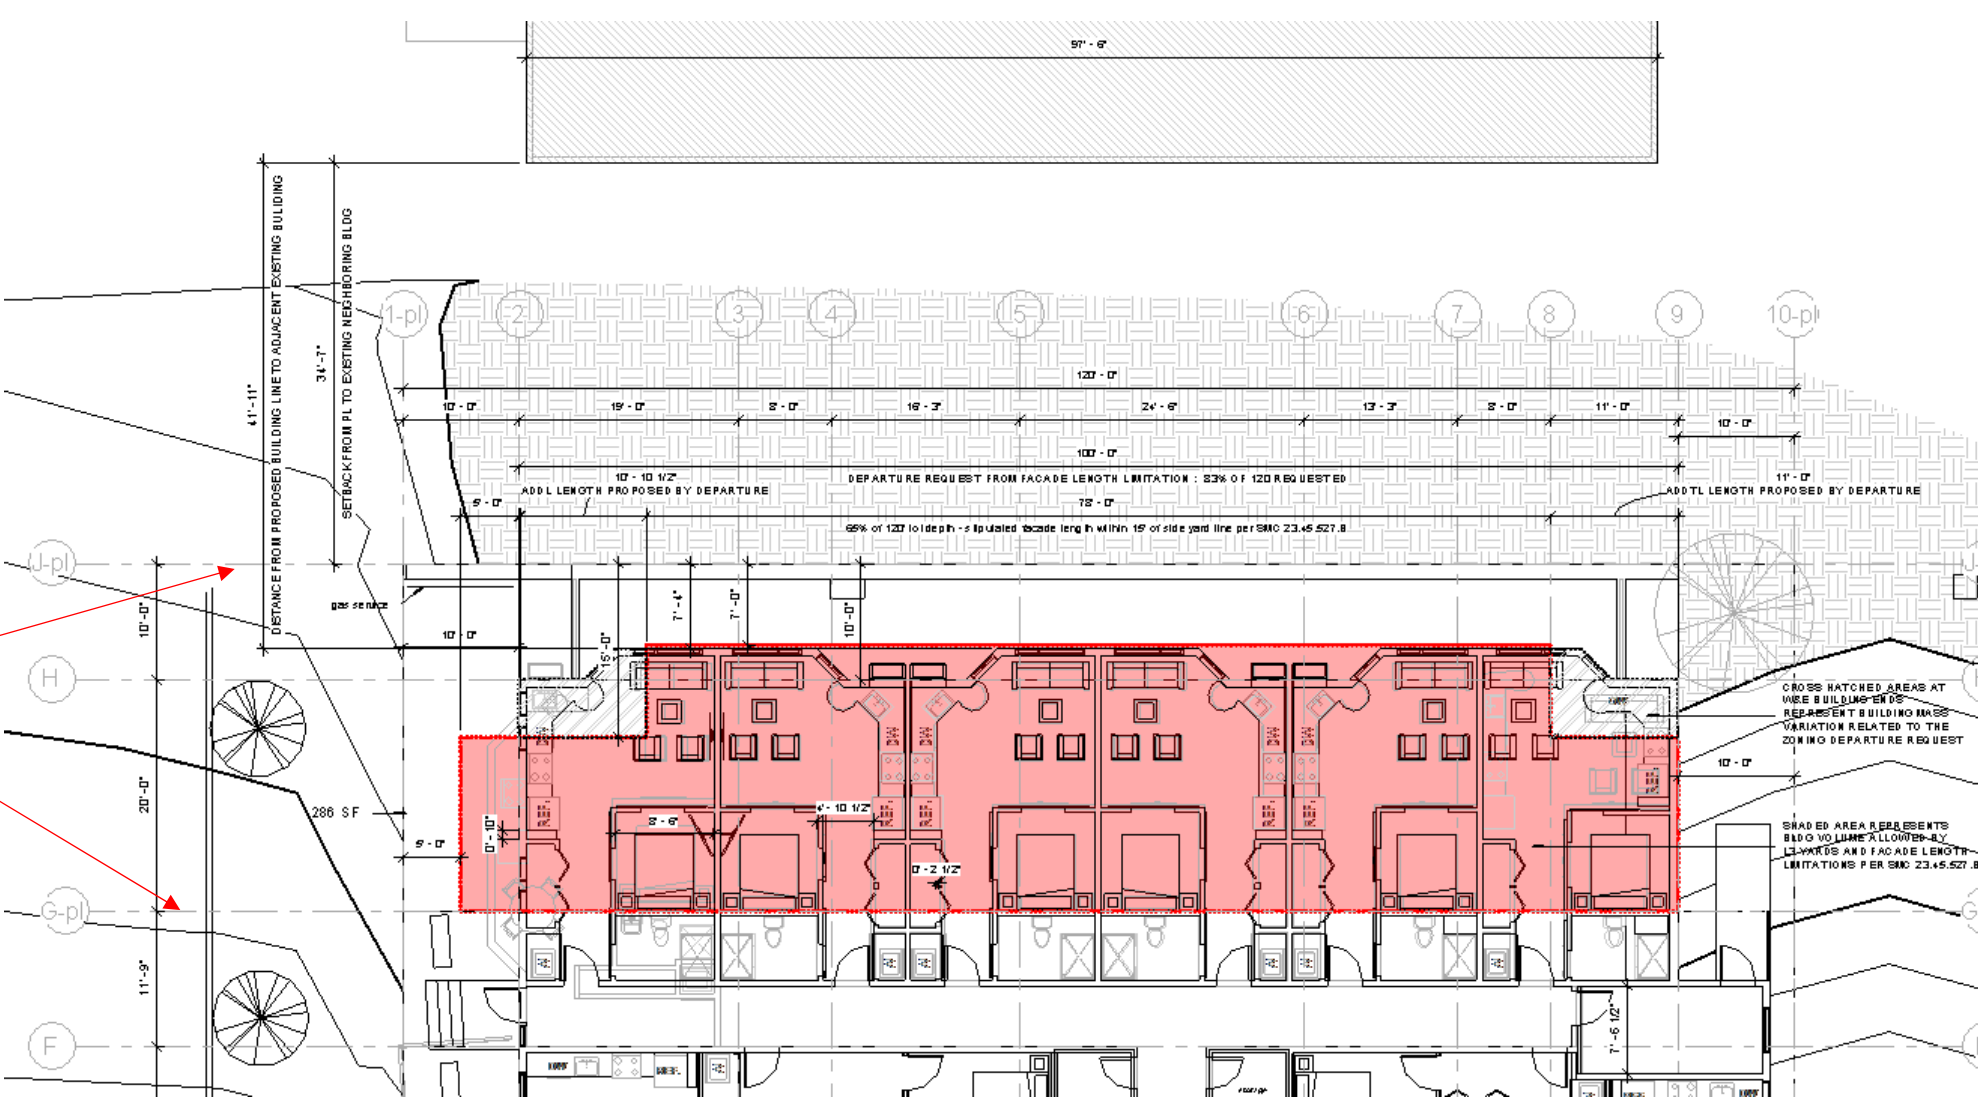 97' - 6"
1-pl
2
3
4
5
6
7
8
9
10-pl
DISTANCE FROM PROPOSED BUILDING LINE TO ADJACENT EXISTING BULIDING
SETBACK FROM PL TO EXISTING NEIGHBORING BLDG
41' -11"
34' -7"
120' - 0"
10' - 0"
19' - 0"
8' - 0"
16' - 3"
24' - 6"
13' - 3"
8' - 0"
11' - 0"
10' - 0"
100' - 0"
10' - 10 1/2"
ADDL LENGTH PROPOSED BY DEPARTURE
DEPARTURE REQUEST FROM FACADE LENGTH LIMITATION : 83% OF 120 REQUESTED
11' - 0"
ADDTL LENGTH PROPOSED BY DEPARTURE
5' - 0"
78' - 0"
65% of 120' lot depth - stipulated facade length within 15' of side yard line per SMC 23.45.527.B
J-pl
gas service
10' - 0"
10' - 0"
15' - 0"
7' - 4"
7' - 0"
10' - 0"
H
CROSS HATCHED AREAS AT
W&E BUILDING ENDS
REPRESENT BUILDING MASS
VARIATION RELATED TO THE
ZONING DEPARTURE REQUEST
10' - 0"
20' - 0"
286 SF
5' - 0"
0' - 10"
8' - 6"
4' - 10 1/2"
0' - 2 1/2"
SHADED AREA REPRESENTS
BLDG VOLUME ALLOWED BY
L3 YARDS AND FACADE LENGTH
LIMITATIONS PER SMC 23.45.527.B
G-pl
11' -9"
F
7' - 6 1/2"